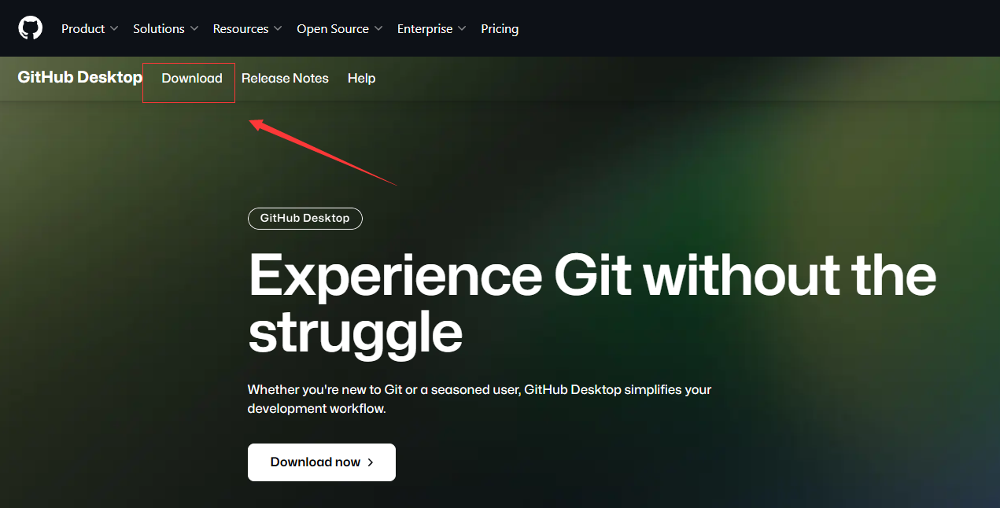 Product Solutions Resources Open Source Enterprise Pricing
GitHub Desktop Download Release Notes Help
GitHub Desktop
Experience Git without the
struggle
Whether you're new to Git or a seasoned user, GitHub Desktop simplifies your
development workflow.
Download now